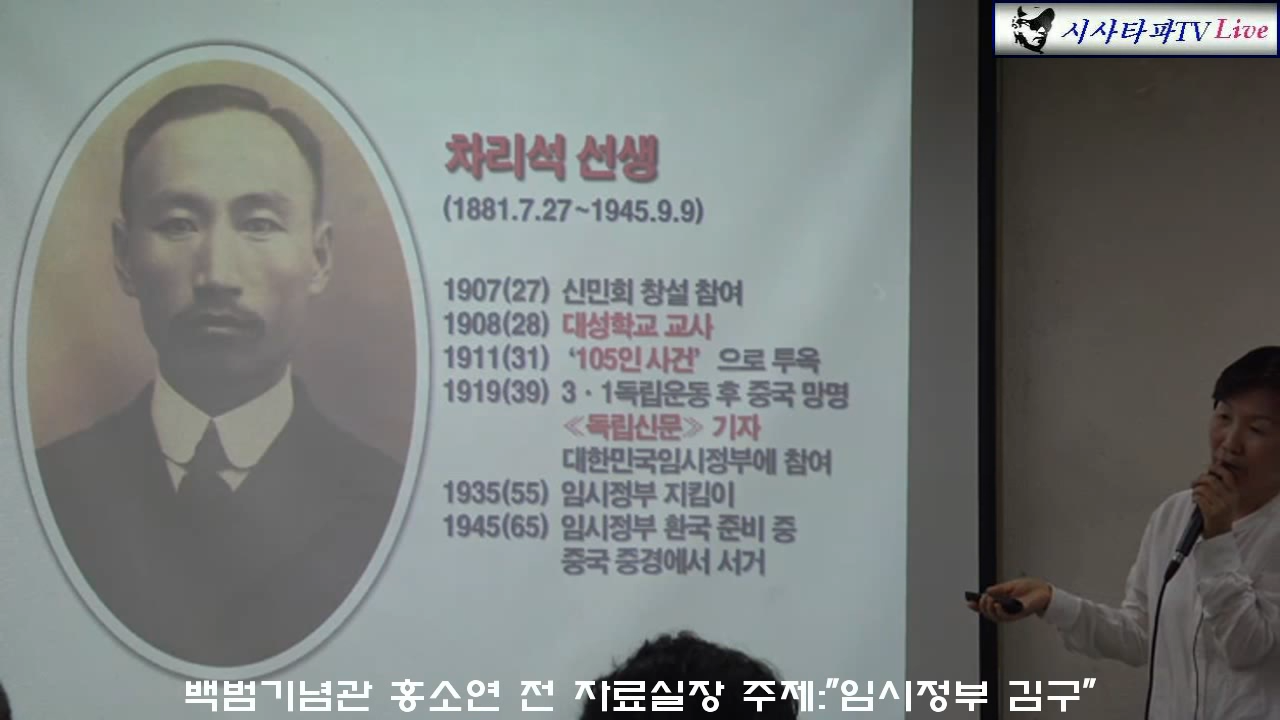 시사타파TV Live
차리석 선생
(1881.7.27~1945.9.9)
1907(27) 신민회 창설 참여
1908(28) 대성학교 교사
1911(31) ‘105인 사건’ 으로 투옥
1919(39) 3·1독립운동 후 중국 망명
≪독립신문≫ 기자
대한민국임시정부에 참여
1935(55) 임시정부 지킴이
1945(65) 임시정부 환국 준비 중
중국 중경에서 서거
백범기념관 홍소연 전 자료실장 주제:"임시정부 김구"